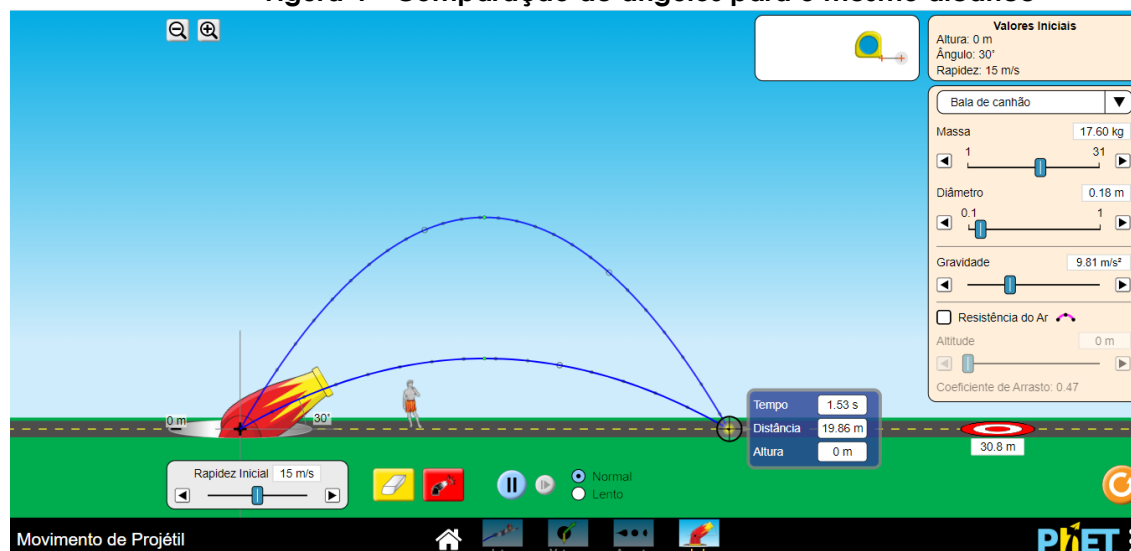 Valores Iniciais
Altura: 0 m
Ângulo: 30°
Rapidez: 15 m/s
Bala de canhão
Massa 17.60 kg
1 31
Diâmetro 0.18 m
0.1 1
Gravidade 9.81 m/s²
Resistência do Ar
Altitude 0 m
Coeficiente de Arrasto: 0.47
0 m
30°
Tempo 1.53 s
Distância 19.86 m
Altura 0 m
30.8 m
Rapidez Inicial 15 m/s
Normal
Lento
Movimento de Projétil
PhET